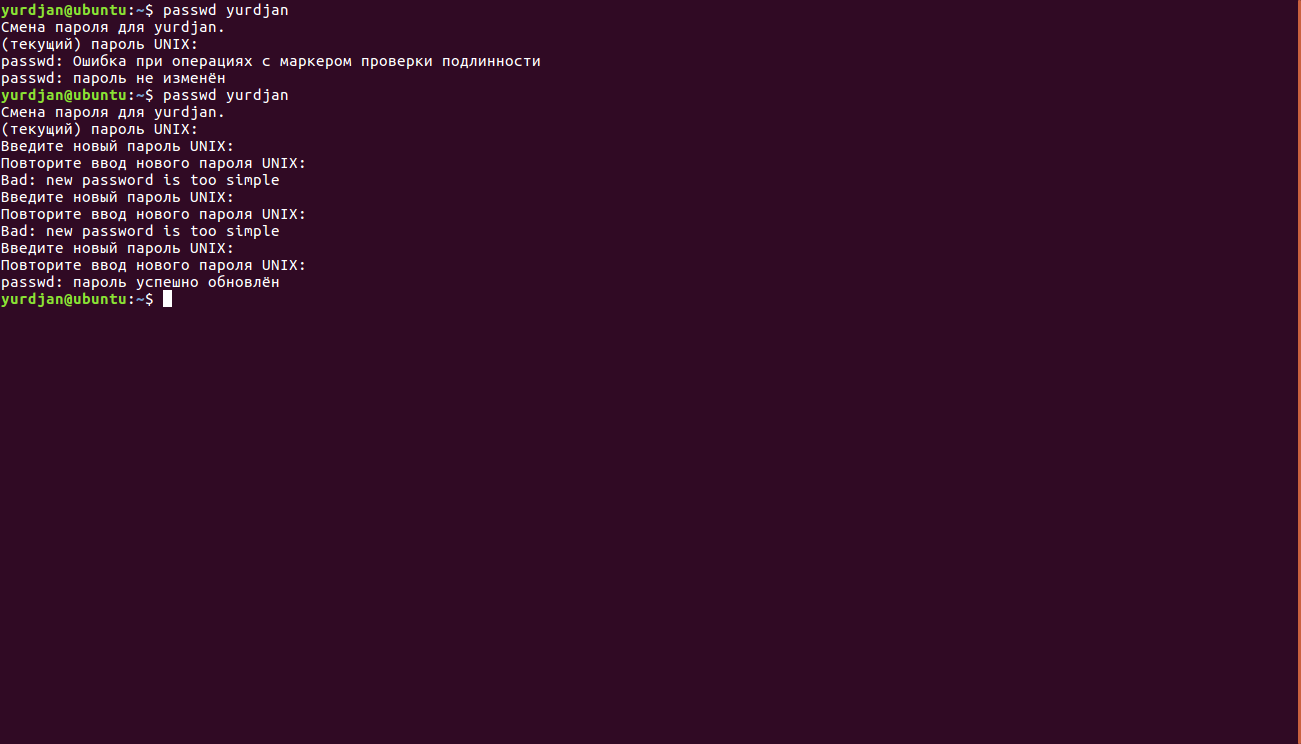 yurdjan@ubuntu:~$ passwd yurdjan
Смена пароля для yurdjan.
(текущий) пароль UNIX:
passwd: Ошибка при операциях с маркером проверки подлинности
passwd: пароль не изменён
yurdjan@ubuntu:~$ passwd yurdjan
Смена пароля для yurdjan.
(текущий) пароль UNIX:
Введите новый пароль UNIX:
Повторите ввод нового пароля UNIX:
Bad: new password is too simple
Введите новый пароль UNIX:
Повторите ввод нового пароля UNIX:
Bad: new password is too simple
Введите новый пароль UNIX:
Повторите ввод нового пароля UNIX:
passwd: пароль успешно обновлён
yurdjan@ubuntu:~$